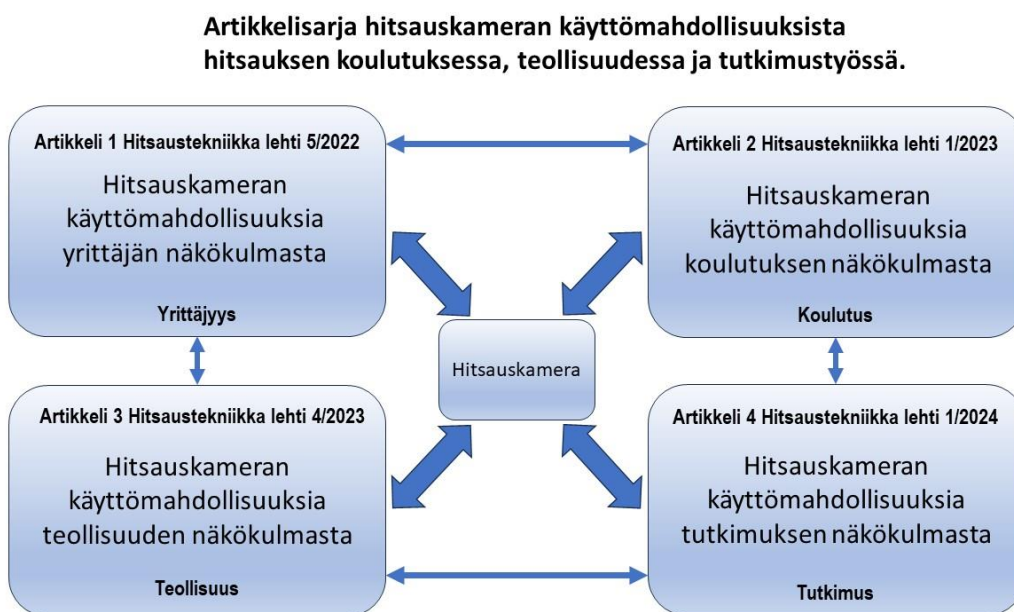 Artikkelisarja hitsauskameran käyttömahdollisuuksista
hitsauksen koulutuksessa, teollisuudessa ja tutkimustyössä.
Artikkeli 1 Hitsaustekniikka lehti 5/2022
Hitsauskameran
käyttömahdollisuuksia
yrittäjän näkökulmasta
Yrittäjyys
Artikkeli 2 Hitsaustekniikka lehti 1/2023
Hitsauskameran
käyttömahdollisuuksia
koulutuksen näkökulmasta
Koulutus
Hitsauskamera
Artikkeli 3 Hitsaustekniikka lehti 4/2023
Hitsauskameran
käyttömahdollisuuksia
teollisuuden näkökulmasta
Teollisuus
Artikkeli 4 Hitsaustekniikka lehti 1/2024
Hitsauskameran
käyttömahdollisuuksia
tutkimuksen näkökulmasta
Tutkimus